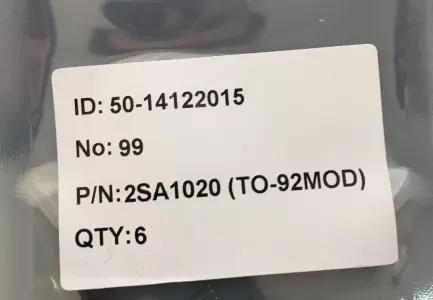 ID: 50-14122015
No: 99
P/N:2SA1020 (TO-92MOD)
QTY:6